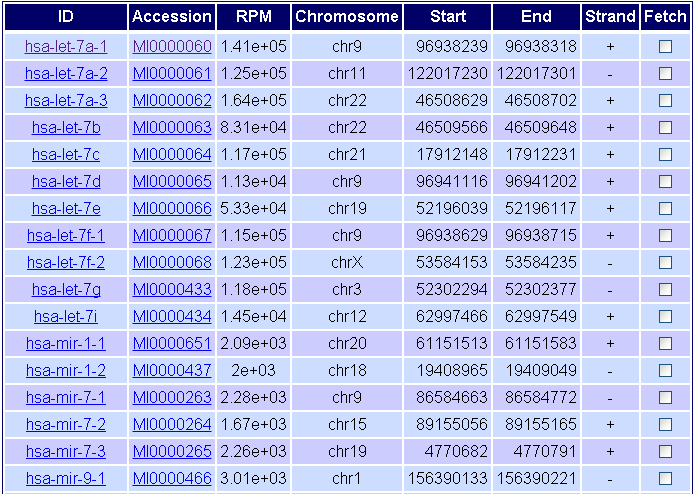 ID Accession RPM Chromosome Start End Strand Fetch
hsa-let-7a-1 MI0000060 1.41e+05 chr9 96938239 96938318 +
hsa-let-7a-2 MI0000061 1.25e+05 chr11 122017230 122017301 -
hsa-let-7a-3 MI0000062 1.64e+05 chr22 46508629 46508702 +
hsa-let-7b MI0000063 8.31e+04 chr22 46509566 46509648 +
hsa-let-7c MI0000064 1.17e+05 chr21 17912148 17912231 +
hsa-let-7d MI0000065 1.13e+04 chr9 96941116 96941202 +
hsa-let-7e MI0000066 5.33e+04 chr19 52196039 52196117 +
hsa-let-7f-1 MI0000067 1.15e+05 chr9 96938629 96938715 +
hsa-let-7f-2 MI0000068 1.23e+05 chrX 53584153 53584235 -
hsa-let-7g MI0000433 1.18e+05 chr3 52302294 52302377 -
hsa-let-7i MI0000434 1.45e+04 chr12 62997466 62997549 +
hsa-mir-1-1 MI0000651 2.09e+03 chr20 61151513 61151583 +
hsa-mir-1-2 MI0000437 2e+03 chr18 19408965 19409049 -
hsa-mir-7-1 MI0000263 2.28e+03 chr9 86584663 86584772 -
hsa-mir-7-2 MI0000264 1.67e+03 chr15 89155056 89155165 +
hsa-mir-7-3 MI0000265 2.26e+03 chr19 4770682 4770791 +
hsa-mir-9-1 MI0000466 3.01e+03 chr1 156390133 156390221 -